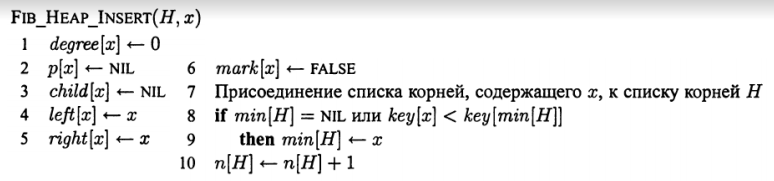 FIB_HEAP_INSERT(H, x)
1 degree[x] ← 0
2 p[x] ← NIL
3 child[x] ← NIL
4 left[x] ← x
5 right[x] ← x
6 mark[x] ← FALSE
7 Присоединение списка корней, содержащего x, к списку корней H
8 if min[H] = NIL или key[x] < key[min[H]]
9 then min[H] ← x
10 n[H] ← n[H] + 1